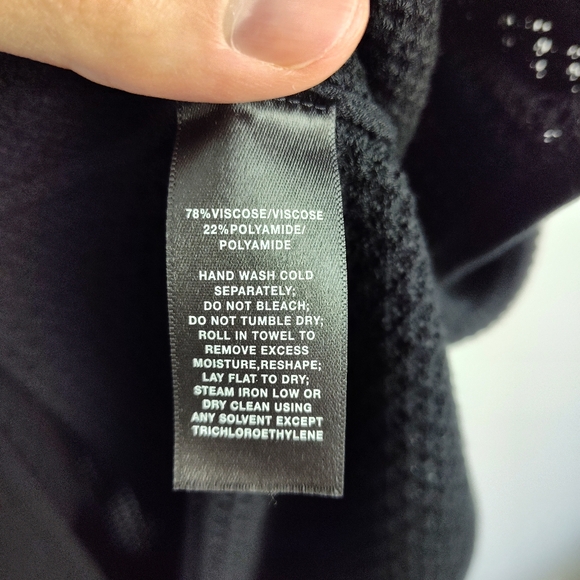 78%VISCOSE/VISCOSE
22%POLYAMIDE/
POLYAMIDE
HAND WASH COLD
SEPARATELY;
DO NOT BLEACH;
DO NOT TUMBLE DRY;
ROLL IN TOWEL TO
REMOVE EXCESS
MOISTURE,RESHAPE;
LAY FLAT TO DRY;
STEAM IRON LOW OR
DRY CLEAN USING
ANY SOLVENT EXCEPT
TRICHLOROETHYLENE